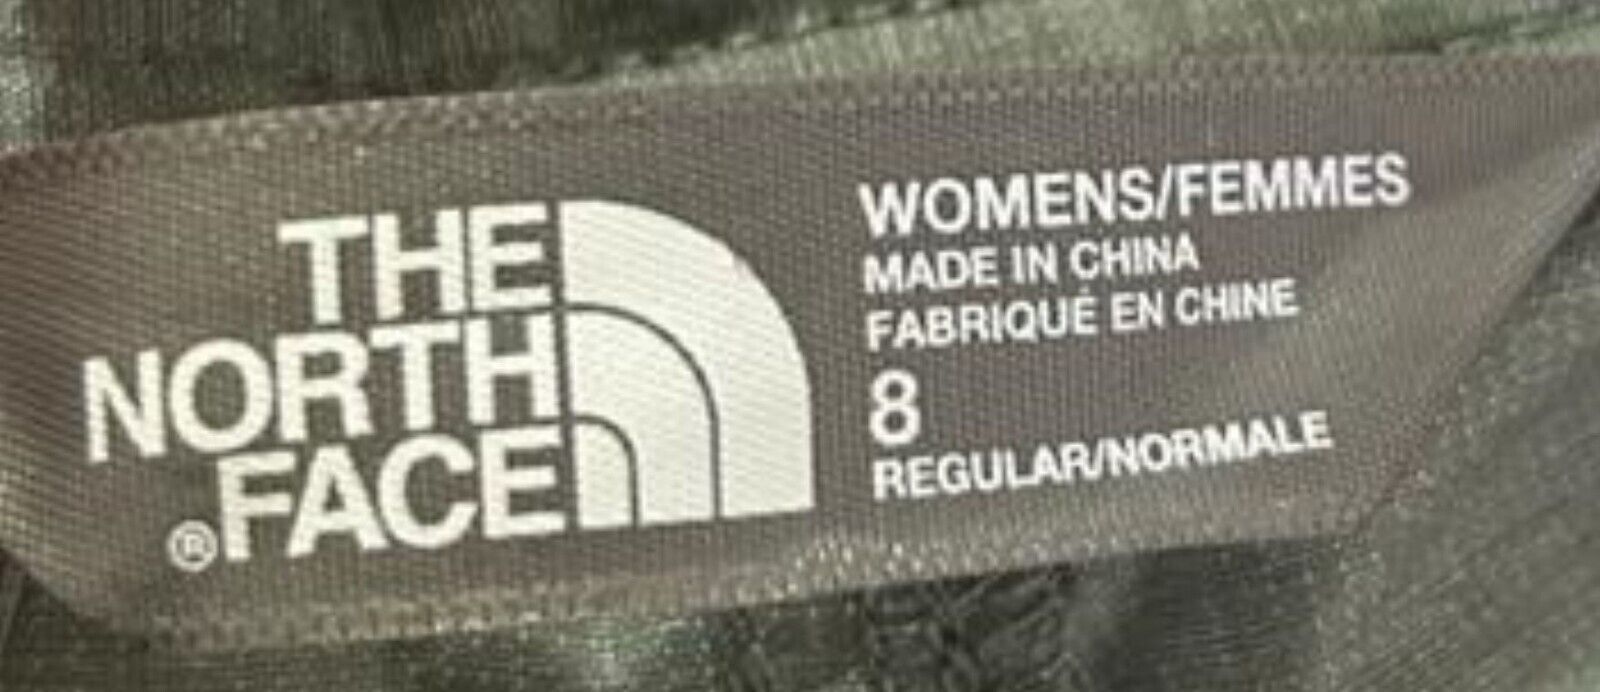 THE
NORTH
®FACE
WOMENS/FEMMES
MADE IN CHINA
FABRIQUÉ EN CHINE
8
REGULAR/NORMALE